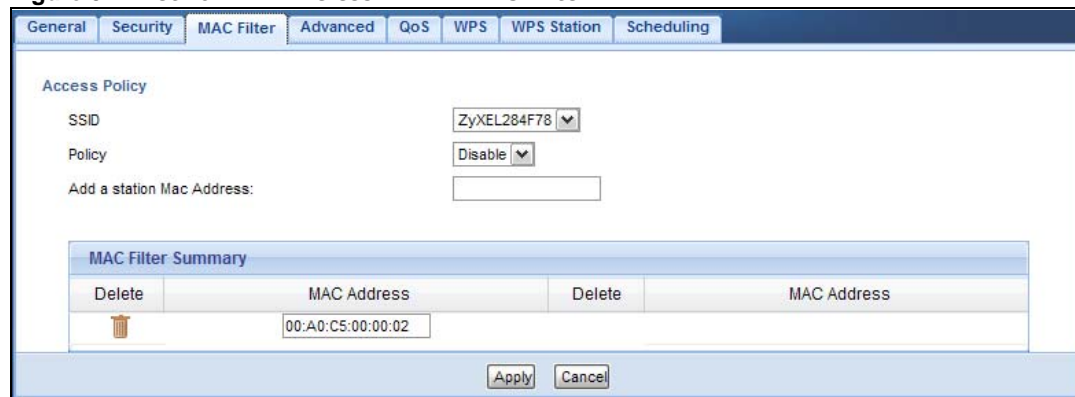 General Security MAC Filter Advanced QoS WPS WPS Station Scheduling
Access Policy
SSID ZyXEL284F78
Policy Disable
Add a station Mac Address:
MAC Filter Summary
Delete MAC Address Delete MAC Address
00:A0:C5:00:00:02
Apply Cancel